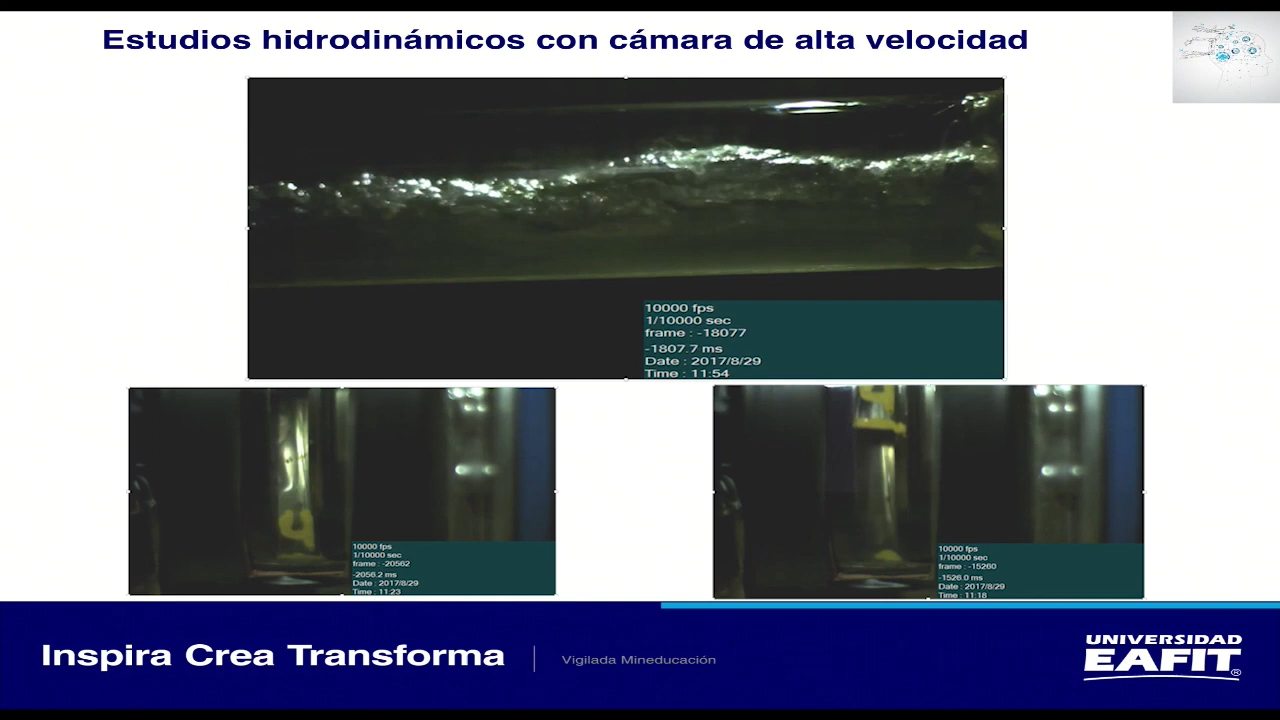 Estudios hidrodinámicos con cámara de alta velocidad
10000 fps
1/10000 sec
frame : -18077
-1807.7 ms
Date : 2017/8/29
Time : 11:54
10000 fps
1/10000 sec
frame : -20562
-2056.2 ms
Date : 2017/8/29
Time : 11:23
10000 fps
1/10000 sec
frame : -15260
-1526.0 ms
Date : 2017/8/29
Time : 11:18
Inspira Crea Transforma
Vigilada Mineducación
UNIVERSIDAD
EAFIT®